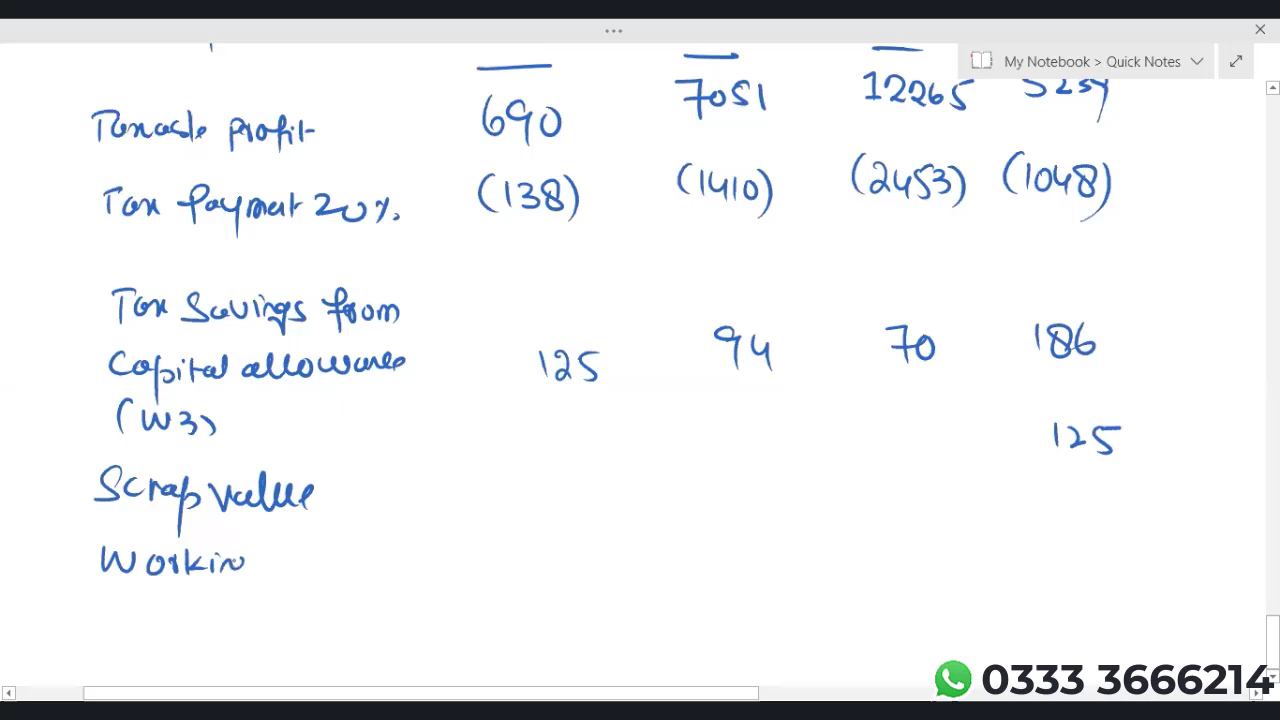 My Notebook > Quick Notes
Taxable profit 690 7051 12265
Tax Payment 20%. (138) (1410) (2453) (1048)
Tax Savings from
Capital allowance 125 94 70 186
(W3)
125
Scrap value
Workin
0333 3666214